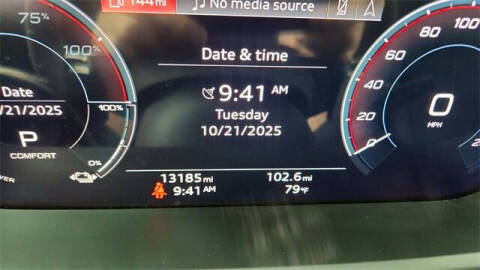 144 mi
No media source
75%
100%
Date & time
Date
9:41 AM
Tuesday
10/21/2025
/21/2025
P
COMFORT
100%
0%
13185 mi
102.6 mi
9:41 AM
79°F
100
80
60
40
20
0
0
MPH